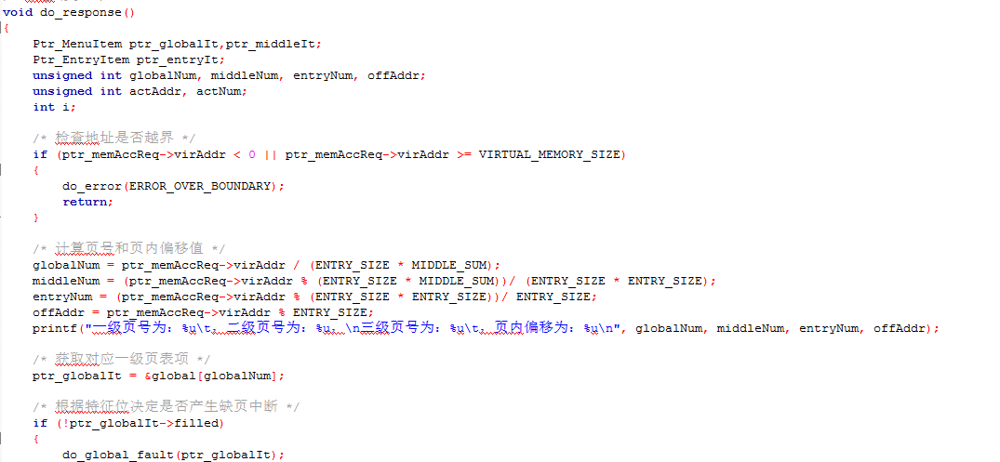 void do_response()
{
Ptr_MenuItem ptr_globalIt,ptr_middleIt;
Ptr_EntryItem ptr_entryIt;
unsigned int globalNum, middleNum, entryNum, offAddr;
unsigned int actAddr, actNum;
int i;
/* 检查地址是否越界 */
if (ptr_memAccReq->virAddr < 0 || ptr_memAccReq->virAddr >= VIRTUAL_MEMORY_SIZE)
{
do_error(ERROR_OVER_BOUNDARY);
return;
}
/* 计算页号和页内偏移值 */
globalNum = ptr_memAccReq->virAddr / (ENTRY_SIZE * MIDDLE_SUM);
middleNum = (ptr_memAccReq->virAddr % (ENTRY_SIZE * MIDDLE_SUM))/ (ENTRY_SIZE * ENTRY_SIZE);
entryNum = (ptr_memAccReq->virAddr % (ENTRY_SIZE * ENTRY_SIZE))/ ENTRY_SIZE;
offAddr = ptr_memAccReq->virAddr % ENTRY_SIZE;
printf("一级页号为：%u\t，二级页号为：%u，\n三级页号为：%u\t，页内偏移为：%u\n", globalNum, middleNum, entryNum, offAddr);
/* 获取对应一级页表项 */
ptr_globalIt = &global[globalNum];
/* 根据特征位决定是否产生缺页中断 */
if (!ptr_globalIt->filled)
{
do_global_fault(ptr_globalIt);